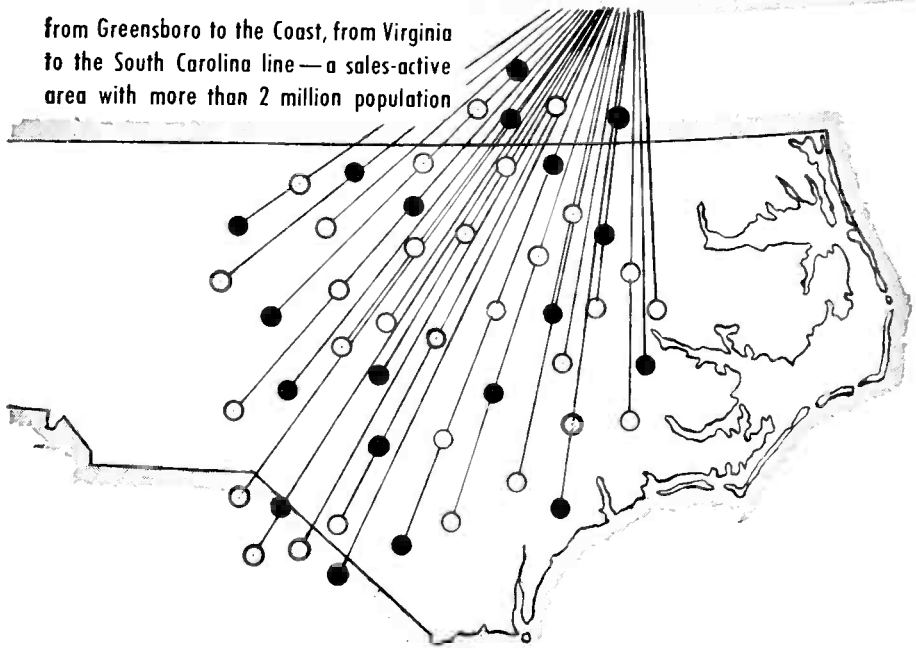 from Greensboro to the Coast, from Virginia
to the South Carolina line — a sales-active
area with more than 2 million population